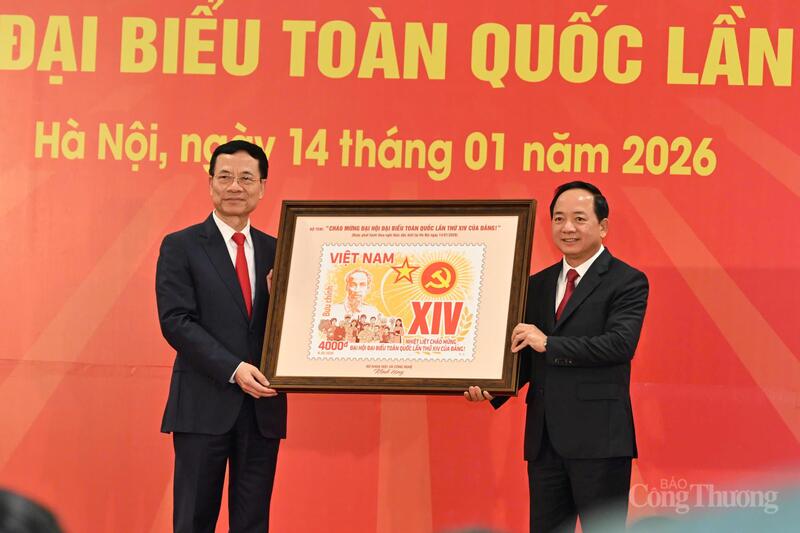 ĐẠI BIỂU TOÀN QUỐC LẦN
Hà Nội, ngày 14 tháng 01 năm 2026
BỘ TEM: "CHÀO MỪNG ĐẠI HỘI ĐẠI BIỂU TOÀN QUỐC LẦN THỨ XIV CỦA ĐẢNG!"
VIỆT NAM
Bưu chính
XIV
4000đ
NHIỆT LIỆT CHÀO MỪNG
ĐẠI HỘI ĐẠI BIỂU TOÀN QUỐC LẦN THỨ XIV CỦA ĐẢNG!
BỘ KHOA HỌC VÀ CÔNG NGHỆ
BÁO
Công Thương